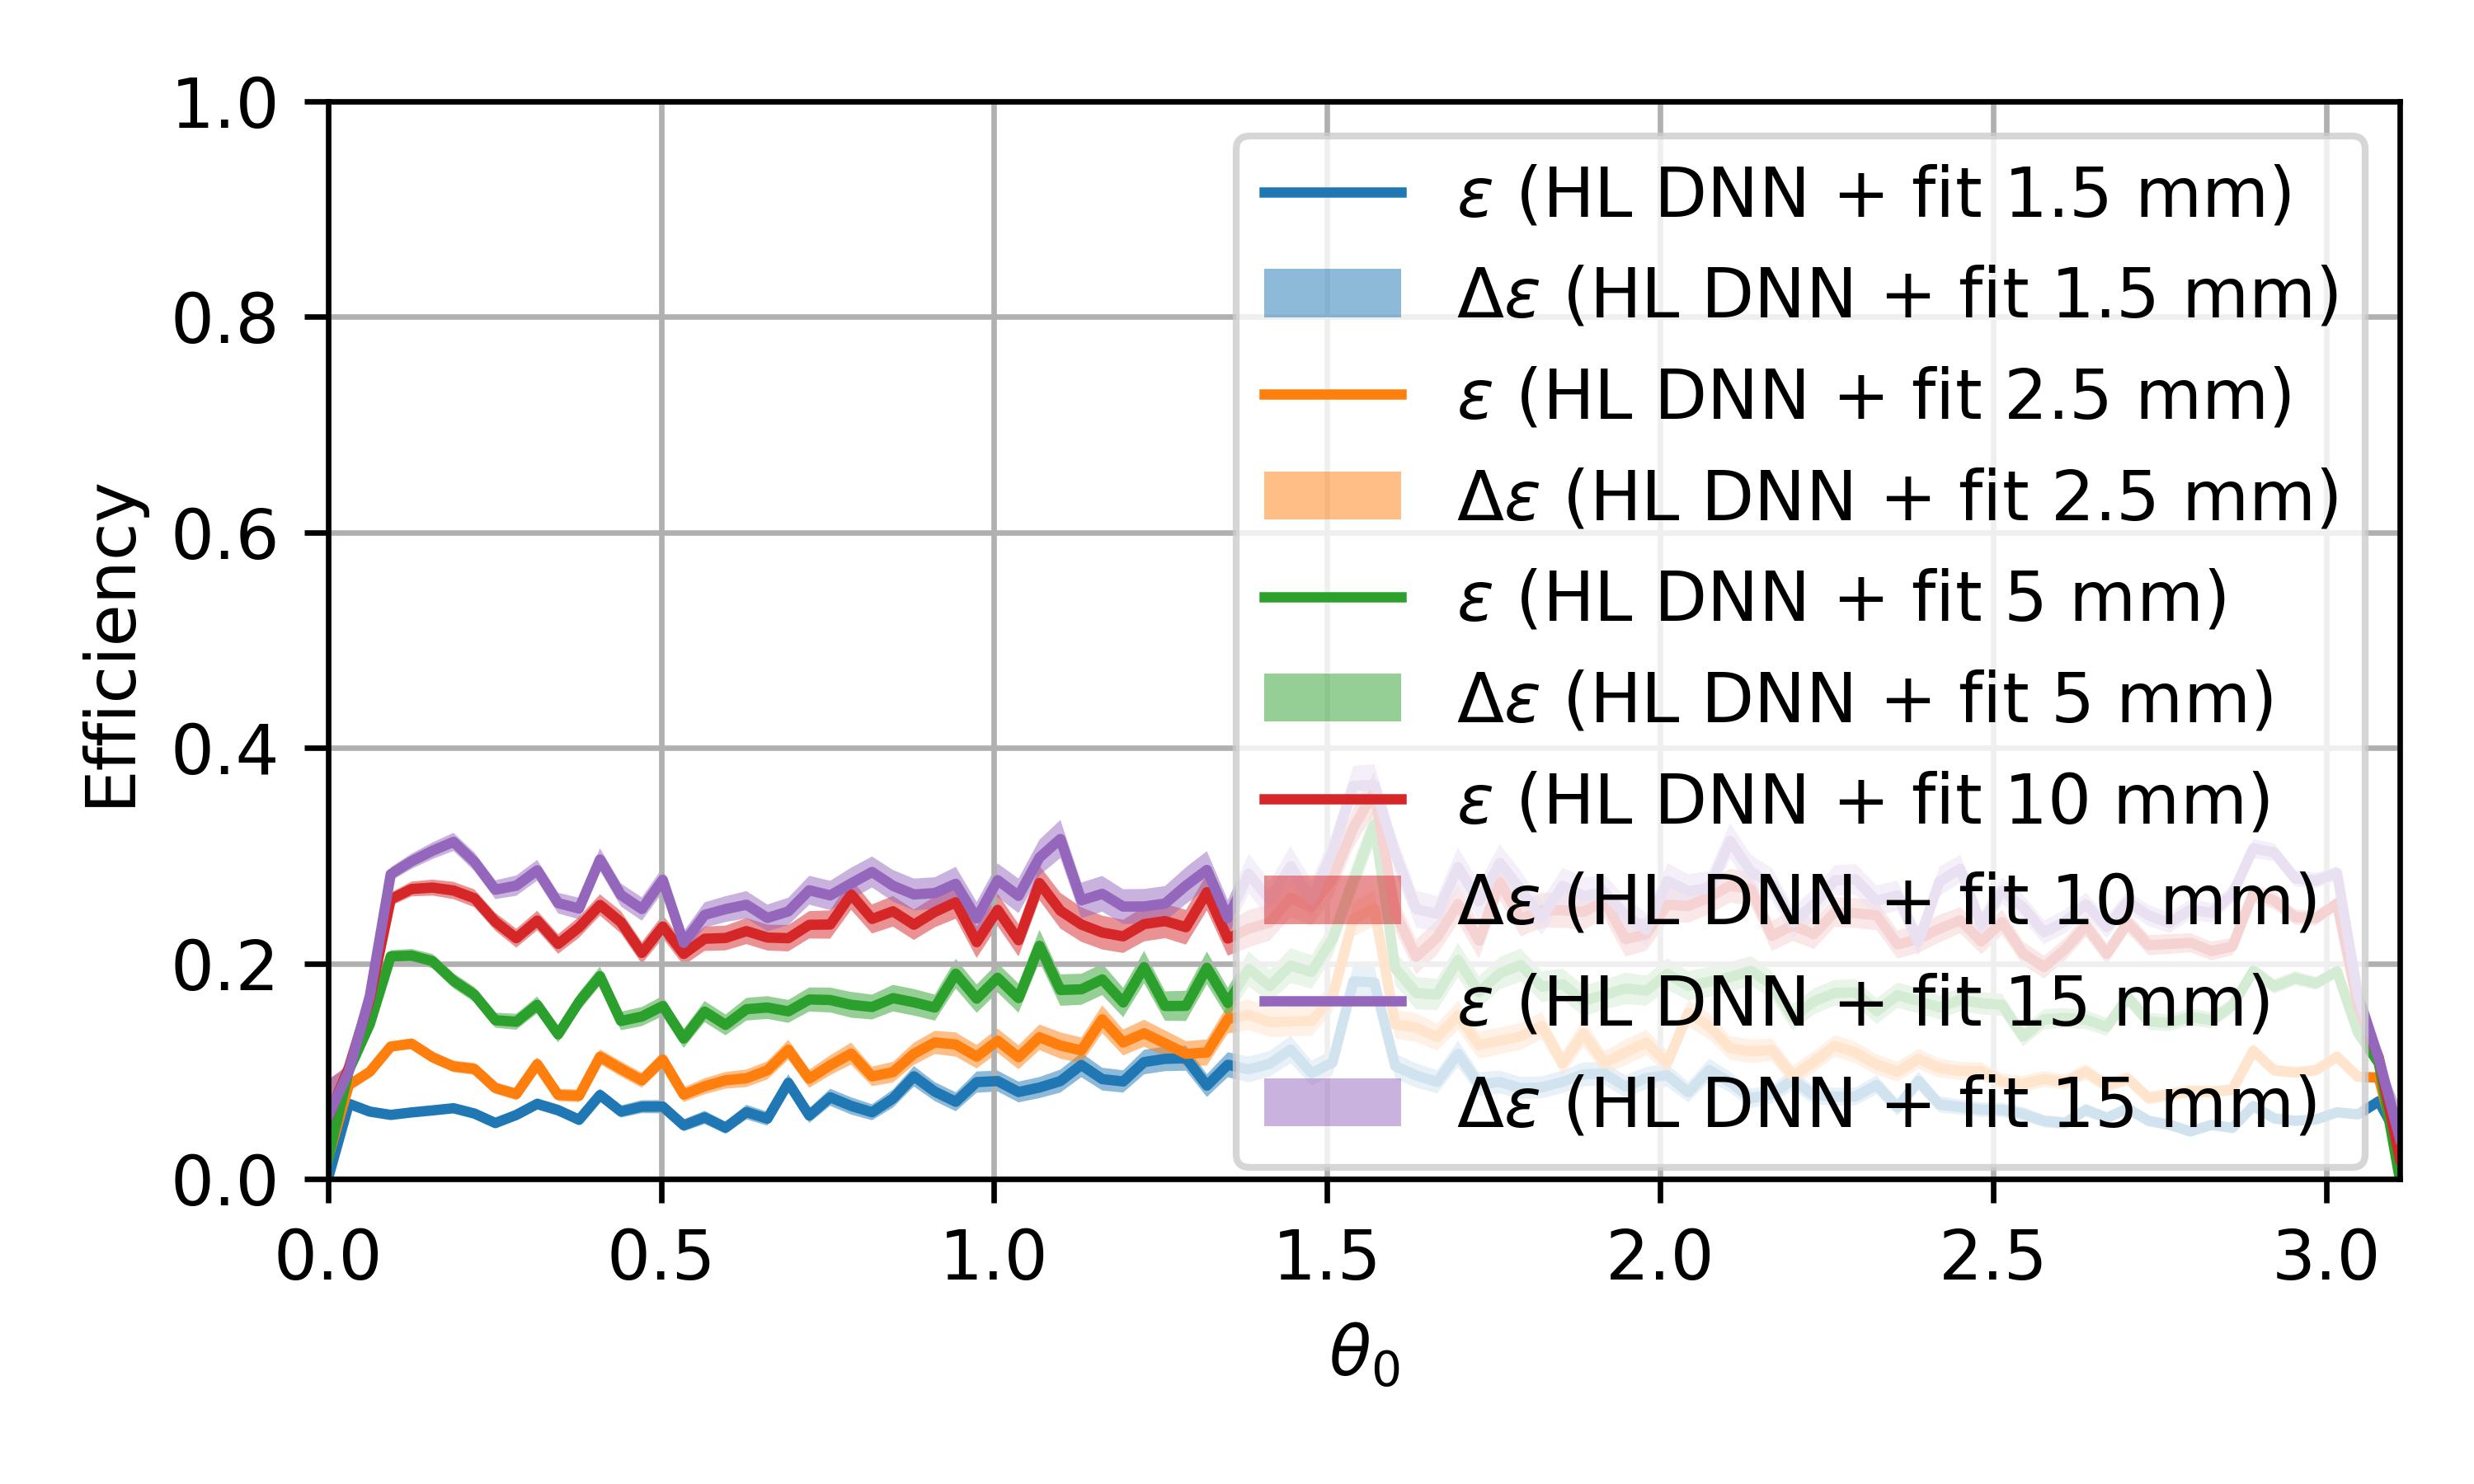 1.0
0.8
0.6
0.4
0.2
0.0
Efficiency
0.0 0.5 1.0 1.5 2.0 2.5 3.0
θ₀
ε (HL DNN + fit 1.5 mm)
Δε (HL DNN + fit 1.5 mm)
ε (HL DNN + fit 2.5 mm)
Δε (HL DNN + fit 2.5 mm)
ε (HL DNN + fit 5 mm)
Δε (HL DNN + fit 5 mm)
ε (HL DNN + fit 10 mm)
Δε (HL DNN + fit 10 mm)
ε (HL DNN + fit 15 mm)
Δε (HL DNN + fit 15 mm)